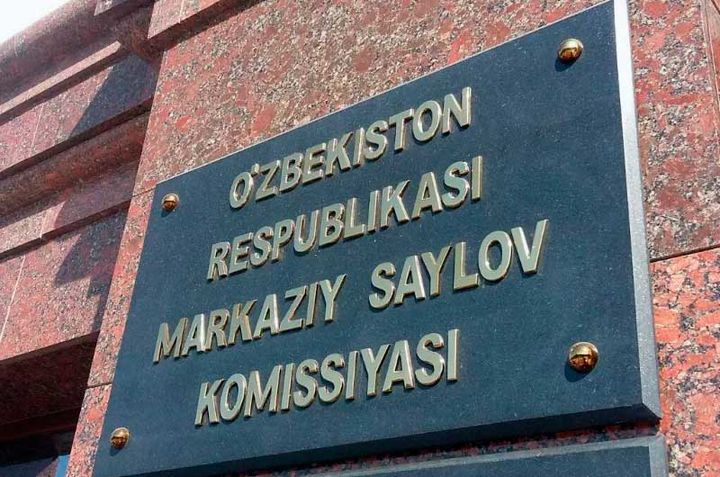 O'ZBEKISTON
RESPUBLIKASI
MARKAZIY SAYLOV
KOMISSIYASI